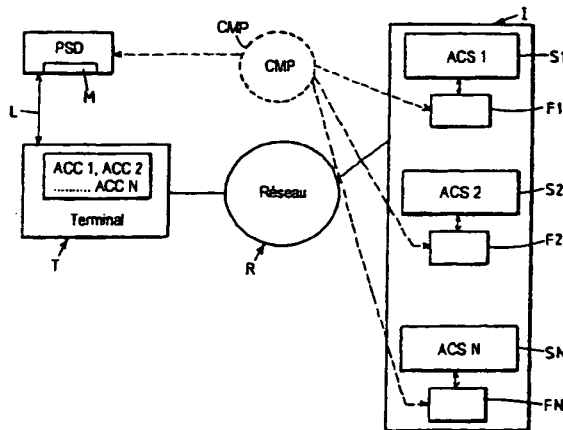 CMP
I
PSD
CMP
ACS 1
S1
M
F1
L
ACC 1, ACC 2
.......... ACC N
Terminal
Réseau
ACS 2
S2
T
R
F2
ACS N
SN
FN